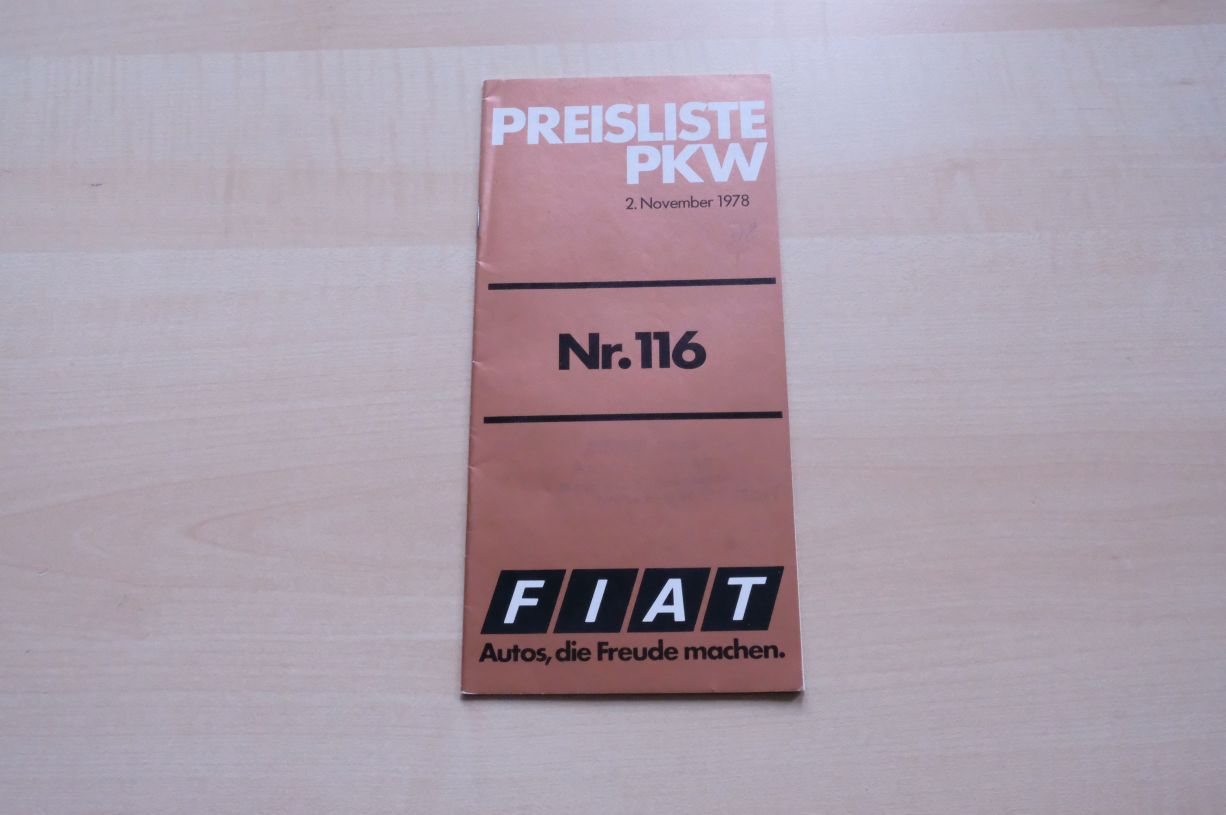 PREISLISTE
PKW
2. November 1978
Nr. 116
FIAT
Autos, die Freude machen.